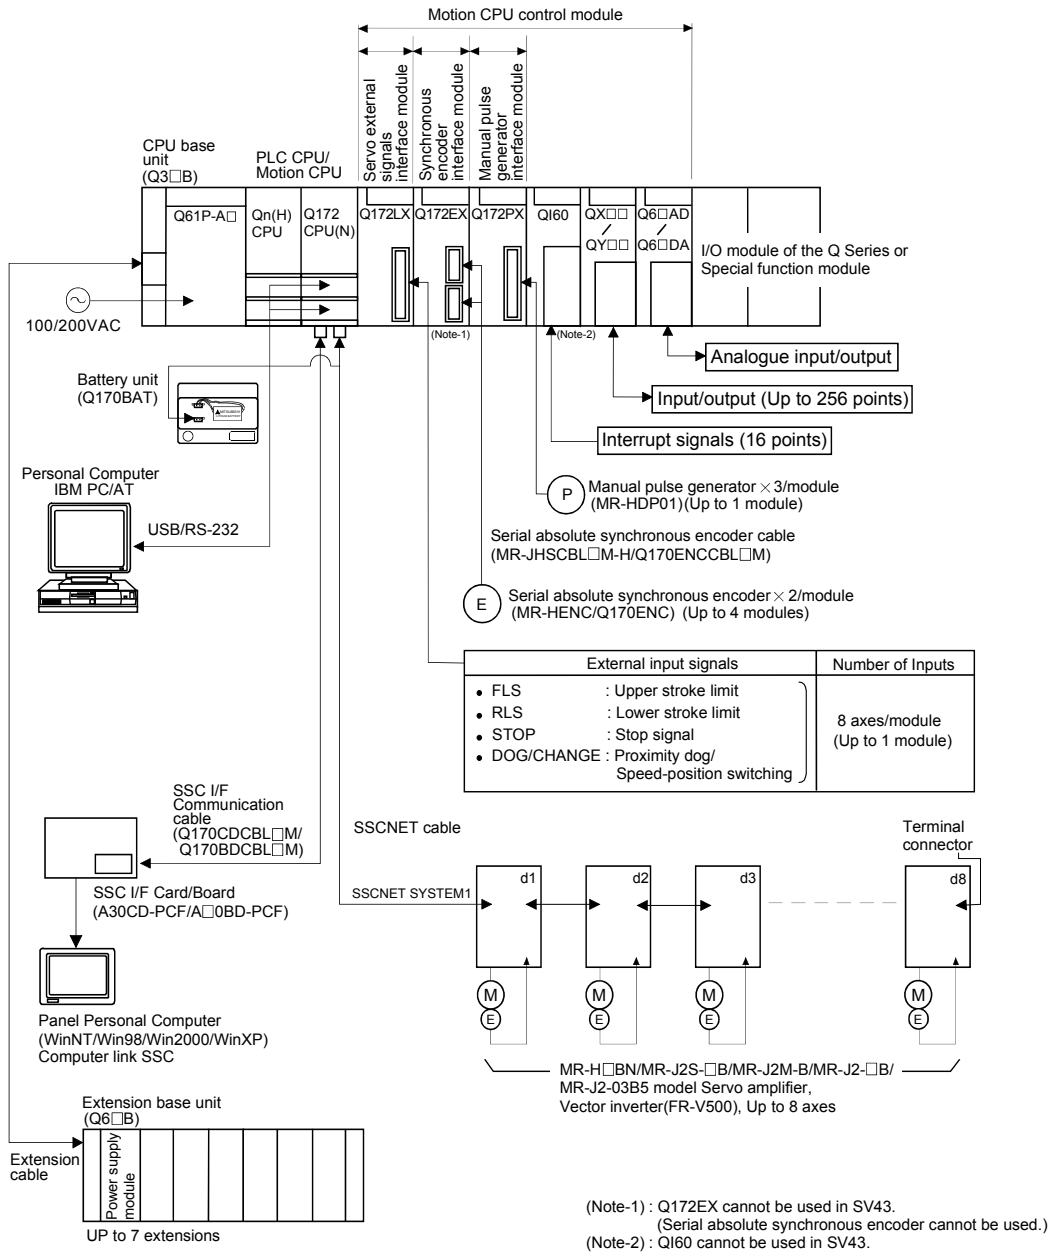 Motion CPU control module
Servo external
signals
interface module
Synchronous
encoder
interface module
Manual pulse
generator
interface module
CPU base
unit
(Q3□B)
PLC CPU/
Motion CPU
Q61P-A□
Qn(H)
CPU
Q172
CPU(N)
Q172LX
Q172EX
Q172PX
QI60
QX□□
/
QY□□
Q6□AD
/
Q6□DA
I/O module of the Q Series or
Special function module
100/200VAC
(Note-1)
(Note-2)
Analogue input/output
Battery unit
(Q170BAT)
Input/output (Up to 256 points)
Interrupt signals (16 points)
Personal Computer
IBM PC/AT
USB/RS-232
P
Manual pulse generator × 3/module
(MR-HDP01)(Up to 1 module)
Serial absolute synchronous encoder cable
(MR-JHSCBL□M-H/Q170ENCCBL□M)
E
Serial absolute synchronous encoder × 2/module
(MR-HENC/Q170ENC) (Up to 4 modules)
External input signals
Number of Inputs
• FLS : Upper stroke limit
• RLS : Lower stroke limit
• STOP : Stop signal
• DOG/CHANGE : Proximity dog/
Speed-position switching
8 axes/module
(Up to 1 module)
SSC I/F
Communication
cable
(Q170CDCBL□M/
Q170BDCBL□M)
SSCNET cable
Terminal
connector
SSC I/F Card/Board
(A30CD-PCF/A□0BD-PCF)
SSCNET SYSTEM1
d1
d2
d3
d8
M
E
M
E
M
E
M
E
Panel Personal Computer
(WinNT/Win98/Win2000/WinXP)
Computer link SSC
MR-H□BN/MR-J2S-□B/MR-J2M-B/MR-J2-□B/
MR-J2-03B5 model Servo amplifier,
Vector inverter(FR-V500), Up to 8 axes
Extension base unit
(Q6□B)
Extension
cable
Power supply
module
UP to 7 extensions
(Note-1) : Q172EX cannot be used in SV43.
(Serial absolute synchronous encoder cannot be used.)
(Note-2) : QI60 cannot be used in SV43.